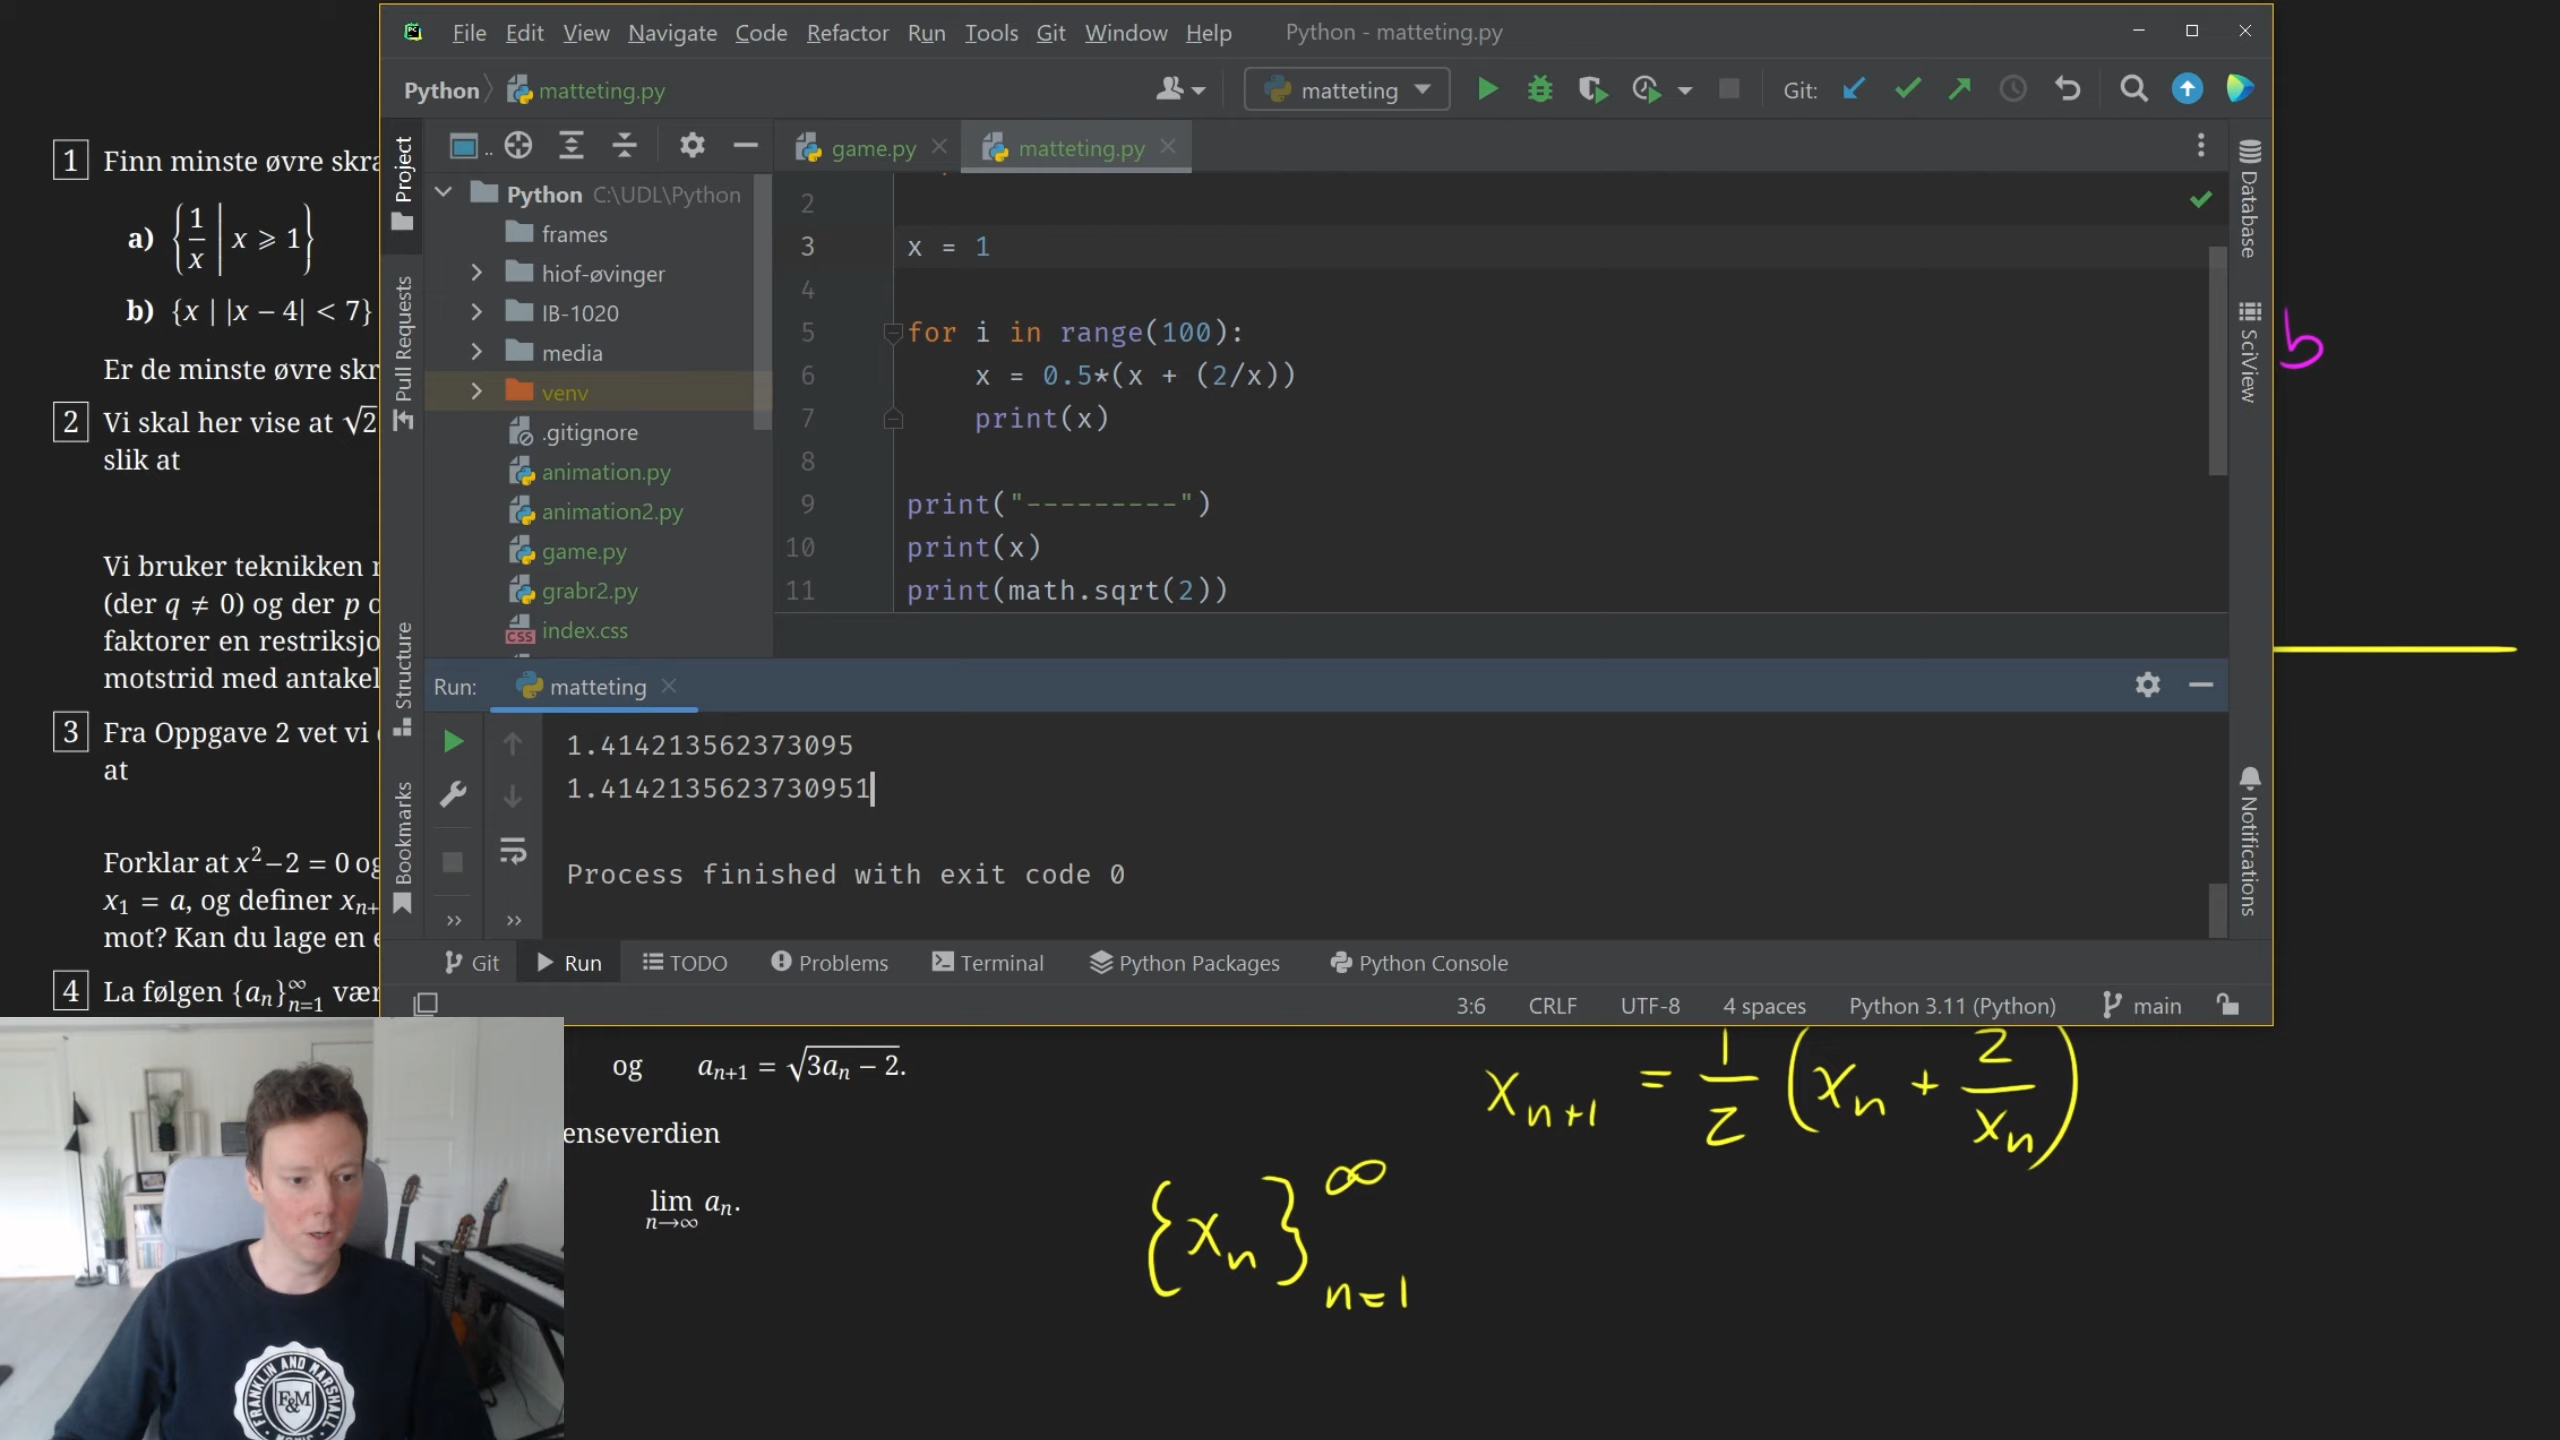 File Edit View Navigate Code Refactor Run Tools Git Window Help Python - matteting.py
Python matteting.py matteting Git:
Project
Pull Requests
Structure
Bookmarks
Python C:\UDL\Python
frames
hiof-øvinger
IB-1020
media
venv
.gitignore
animation.py
animation2.py
game.py
grabr2.py
index.css
game.py matteting.py
2
3 x = 1
4
5 for i in range(100):
6 x = 0.5*(x + (2/x))
7 print(x)
8
9 print("---------")
10 print(x)
11 print(math.sqrt(2))
Database
SciView
Notifications
Run: matteting
1.414213562373095
1.4142135623730951
Process finished with exit code 0
Git Run TODO Problems Terminal Python Packages Python Console
3:6 CRLF UTF-8 4 spaces Python 3.11 (Python) main
1 Finn minste øvre skra
a) {1/x | x ⩾ 1}
b) {x | |x − 4| < 7}
Er de minste øvre skr
2 Vi skal her vise at √2
slik at
Vi bruker teknikken
(der q ≠ 0) og der p
faktorer en restriksjo
motstrid med antakel
3 Fra Oppgave 2 vet vi
at
Forklar at x² − 2 = 0 og
x₁ = a, og definer xₙ₊
mot? Kan du lage en
4 La følgen {aₙ}ₙ₌₁^∞ vær
og aₙ₊₁ = √(3aₙ − 2).
enseverdien
lim n→∞ aₙ.
b
xₙ₊₁ = 1/2 (xₙ + 2/xₙ)
{xₙ}ₙ₌₁^∞
FRANKLIN AND MARSHALL
F&M